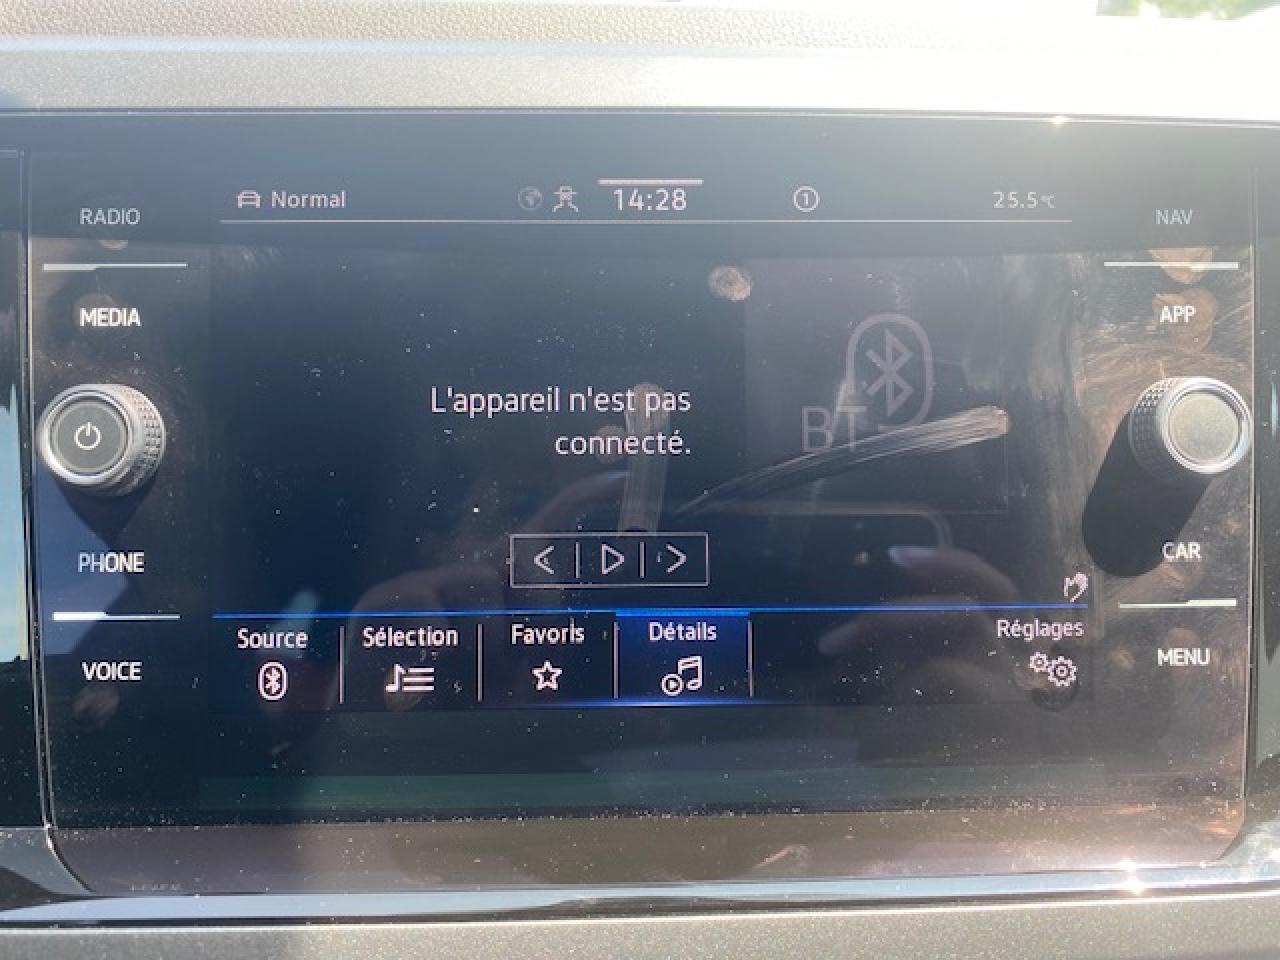 RADIO
MEDIA
PHONE
VOICE
Normal
14:28
1
25.5°C
L'appareil n'est pas
connecté.
BT
Source
Sélection
Favoris
Détails
Réglages
NAV
APP
CAR
MENU